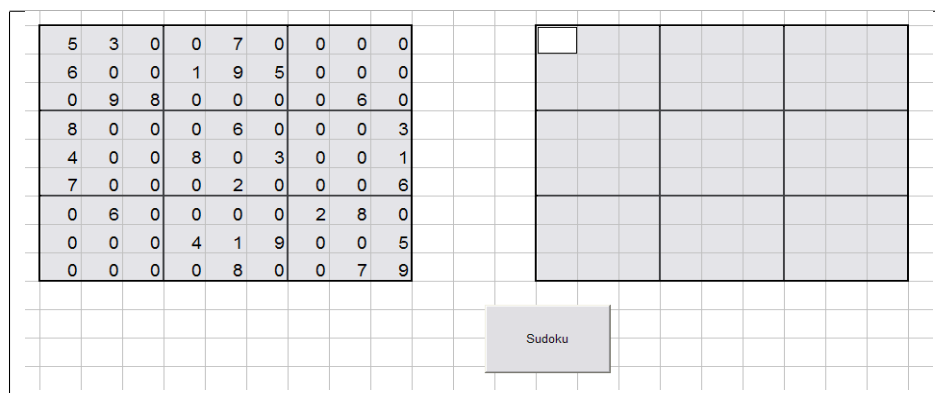 5 3 0 0 7 0 0 0 0
6 0 0 1 9 5 0 0 0
0 9 8 0 0 0 0 6 0
8 0 0 0 6 0 0 0 3
4 0 0 8 0 3 0 0 1
7 0 0 0 2 0 0 0 6
0 6 0 0 0 0 2 8 0
0 0 0 4 1 9 0 0 5
0 0 0 0 8 0 0 7 9
Sudoku